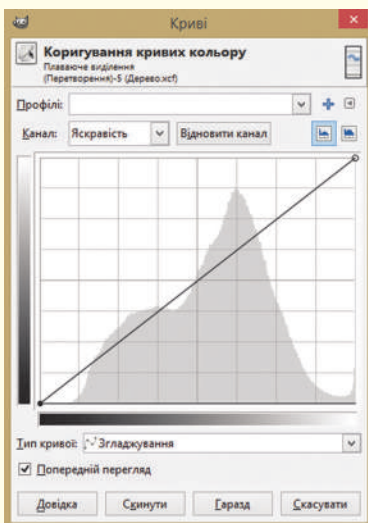 Криві
Коригування кривих кольору
Плаваюче виділення
(Перетворення)-5 (Дерево.xcf)
Профілі:
Канал: Яскравість Відновити канал
Тип кривої: Згладжування
Попередній перегляд
Довідка Скинути Гаразд Скасувати